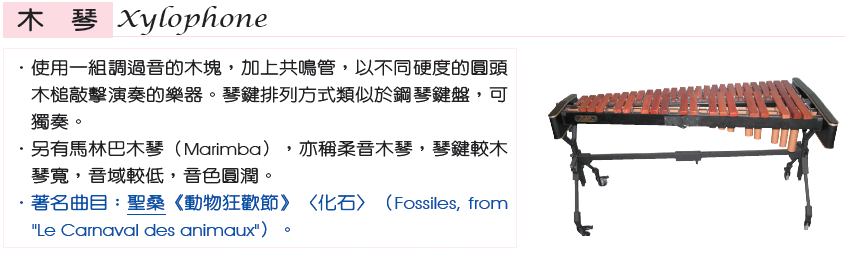 木 琴 Xylophone
‧使用一組調過音的木塊，加上共鳴管，以不同硬度的圓頭
木槌敲擊演奏的樂器。琴鍵排列方式類似於鋼琴鍵盤，可
獨奏。
‧另有馬林巴木琴（Marimba），亦稱柔音木琴，琴鍵較木
琴寬，音域較低，音色圓潤。
‧著名曲目：聖桑《動物狂歡節》〈化石〉（Fossiles, from
"Le Carnaval des animaux"）。